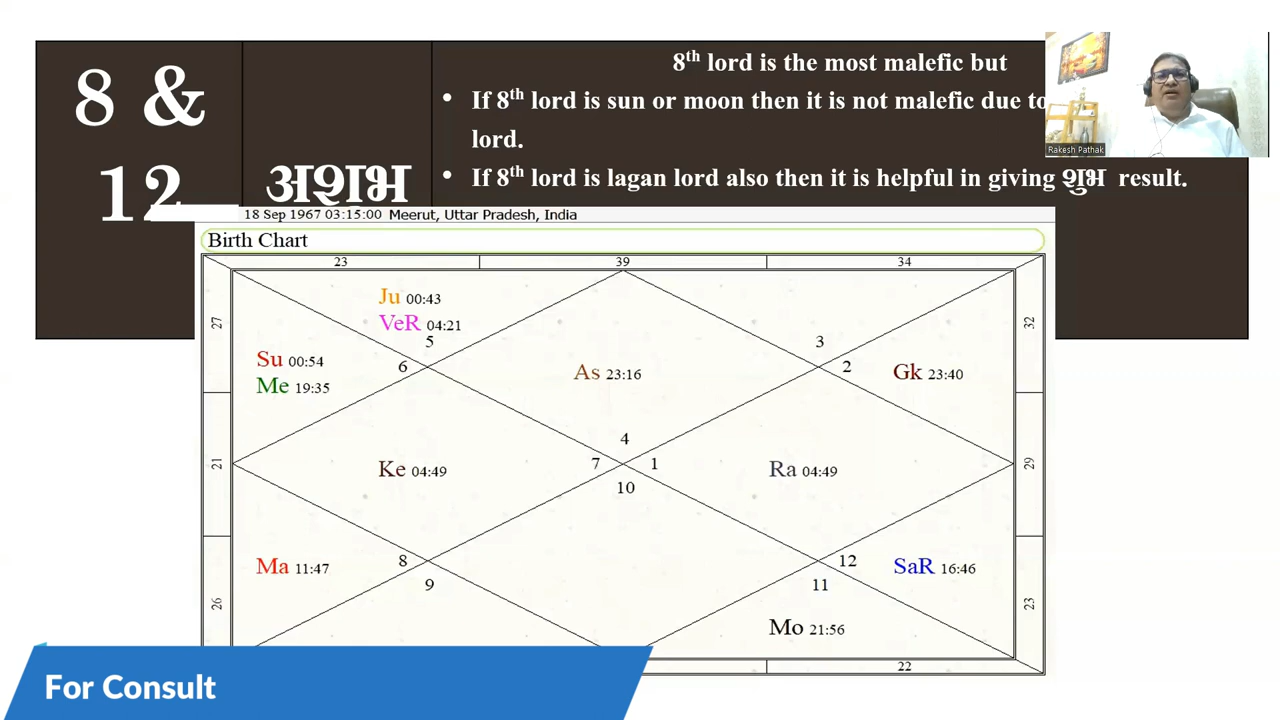 8 &
12
अशुभ
8th lord is the most malefic but
• If 8th lord is sun or moon then it is not malefic due to
lord.
• If 8th lord is lagan lord also then it is helpful in giving शुभ result.
Rakesh Pathak
18 Sep 1967 03:15:00 Meerut, Uttar Pradesh, India
Birth Chart
23 39 34
27
32
Ju 00:43
VeR 04:21
5
6
Su 00:54
Me 19:35
As 23:16
3
2
Gk 23:40
4
21
Ke 04:49
7
1
10
Ra 04:49
29
Ma 11:47
8
9
12
11
SaR 16:46
26
23
Mo 21:56
22
For Consult